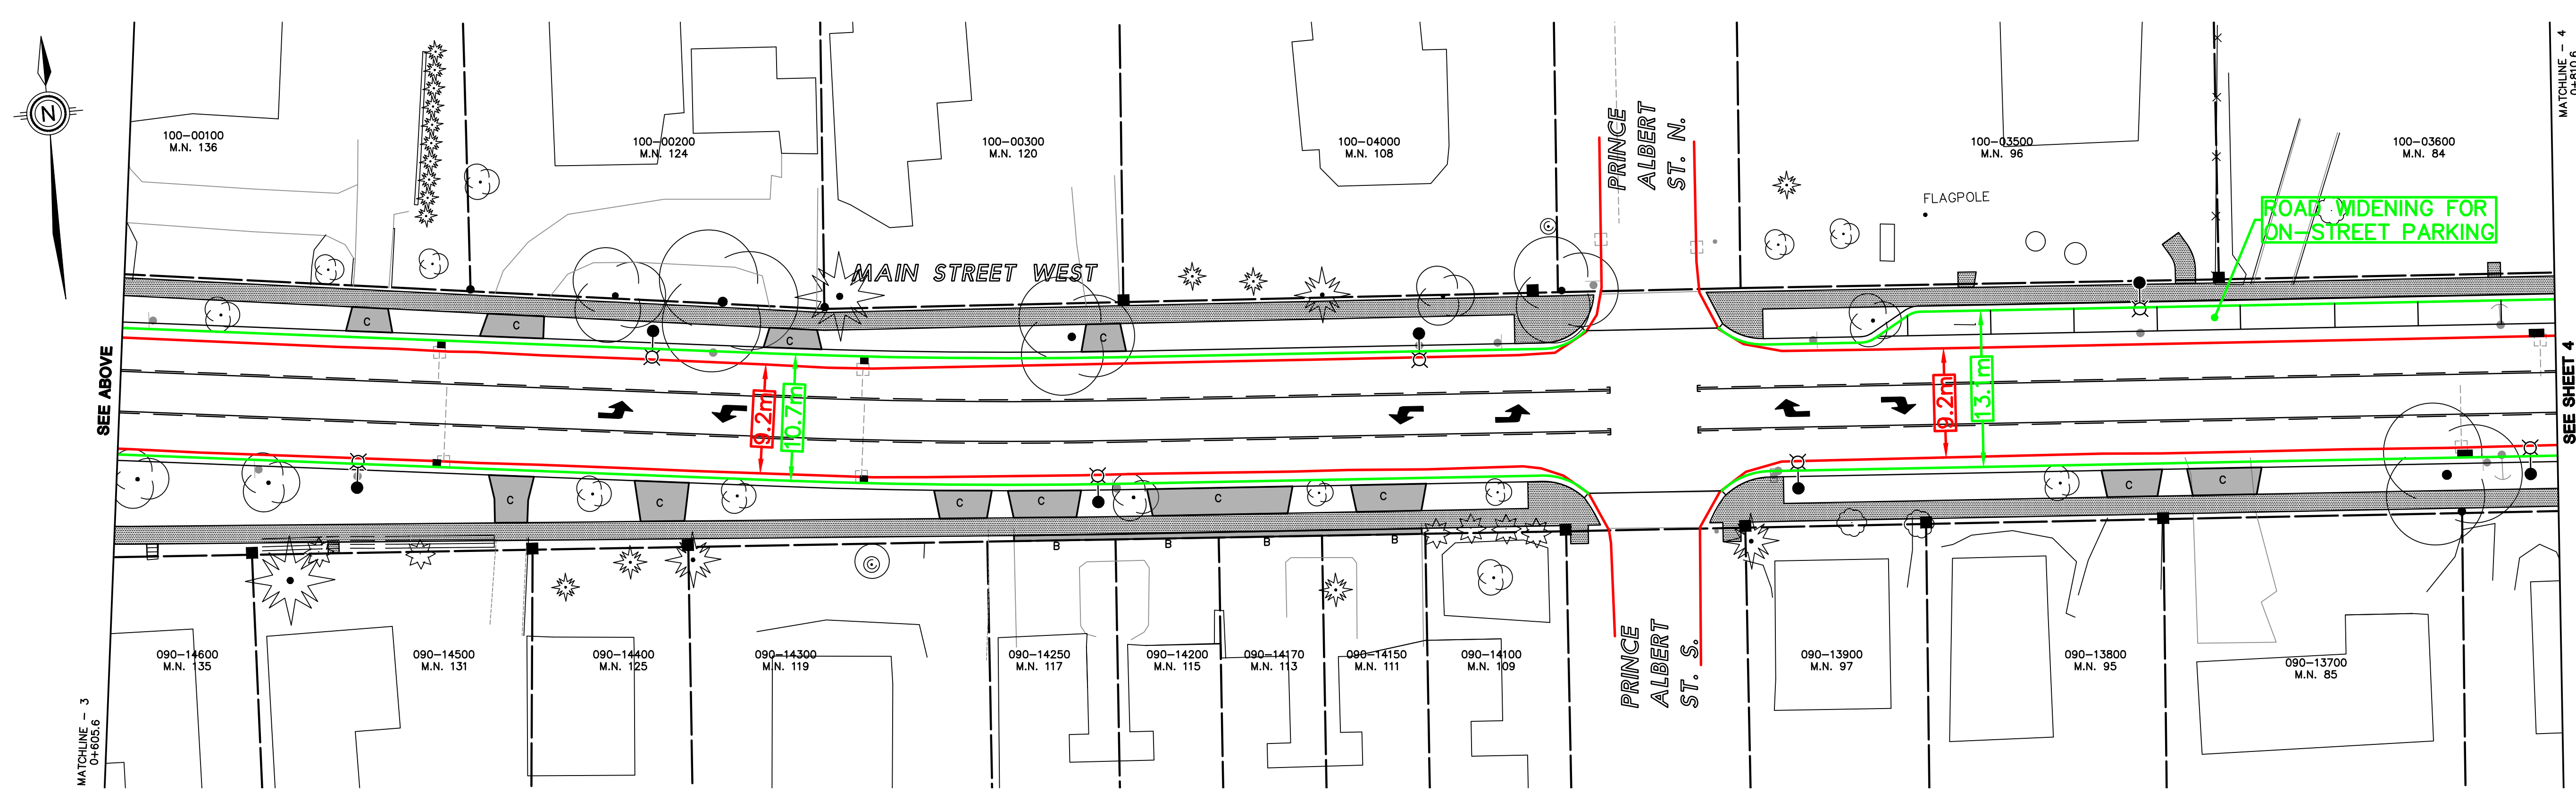 N
100-00100
M.N. 136
100-00200
M.N. 124
100-00300
M.N. 120
100-04000
M.N. 108
PRINCE
ALBERT
ST. N.
100-03500
M.N. 96
100-03600
M.N. 84
MATCHLINE - 4
0+810.6
FLAGPOLE
ROAD WIDENING FOR
ON-STREET PARKING
MAIN STREET WEST
C
C
C
C
SEE ABOVE
9.2m
10.7m
9.2m
13.1m
SEE SHEET 4
C
C
C
C
C
C
C
C
B
B
B
B
090-14600
M.N. 135
090-14500
M.N. 131
090-14400
M.N. 125
090-14300
M.N. 119
090-14250
M.N. 117
090-14200
M.N. 115
090-14170
M.N. 113
090-14150
M.N. 111
090-14100
M.N. 109
PRINCE
ALBERT
ST. S.
090-13900
M.N. 97
090-13800
M.N. 95
090-13700
M.N. 85
MATCHLINE - 3
0+605.6